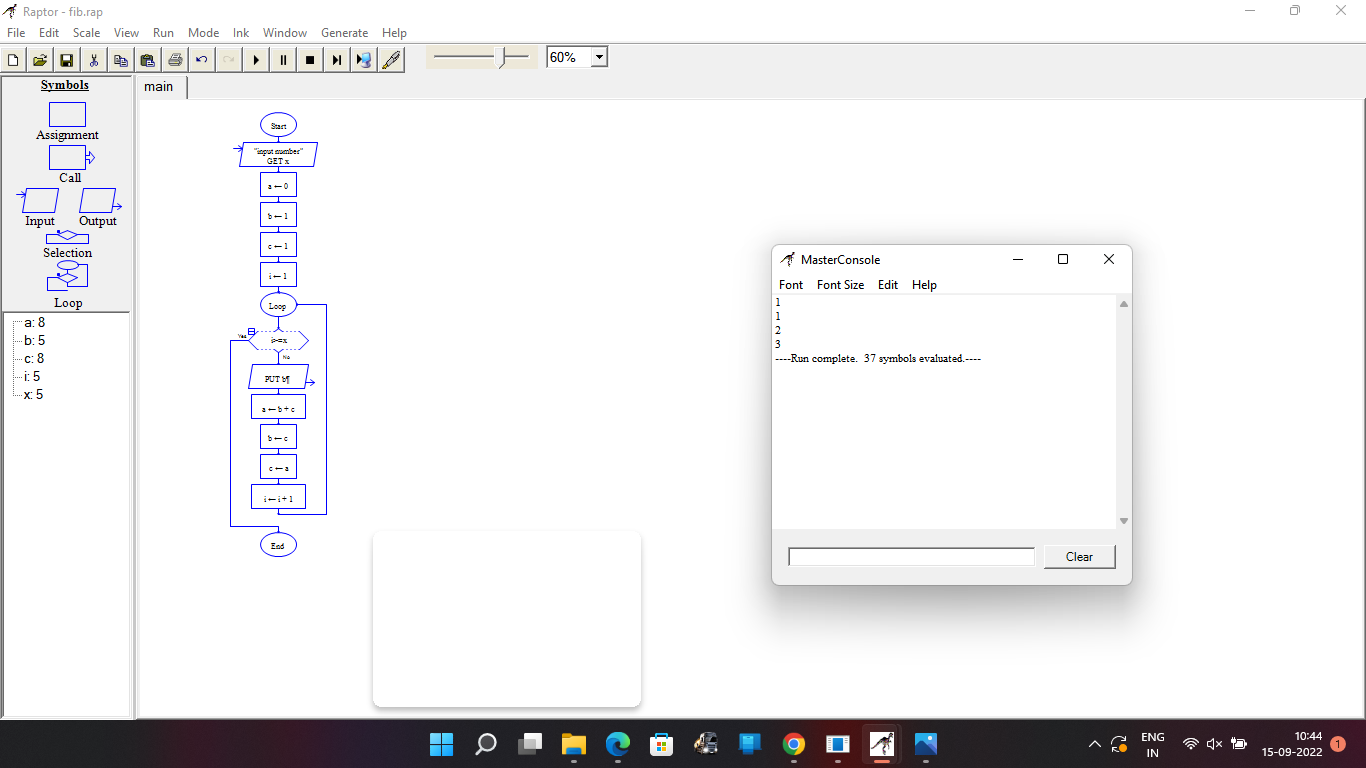 Raptor - fib.rap
File Edit Scale View Run Mode Ink Window Generate Help
60%
Symbols
Assignment
Call
Input Output
Selection
Loop
a: 8
b: 5
c: 8
i: 5
x: 5
main
Start
"input number"
GET x
a ← 0
b ← 1
c ← 1
i ← 1
Loop
Yes
i>=x
No
PUT b¶
a ← b + c
b ← c
c ← a
i ← i + 1
End
MasterConsole
Font Font Size Edit Help
1
1
2
3
----Run complete. 37 symbols evaluated.----
Clear
ENG
IN
10:44
15-09-2022
1